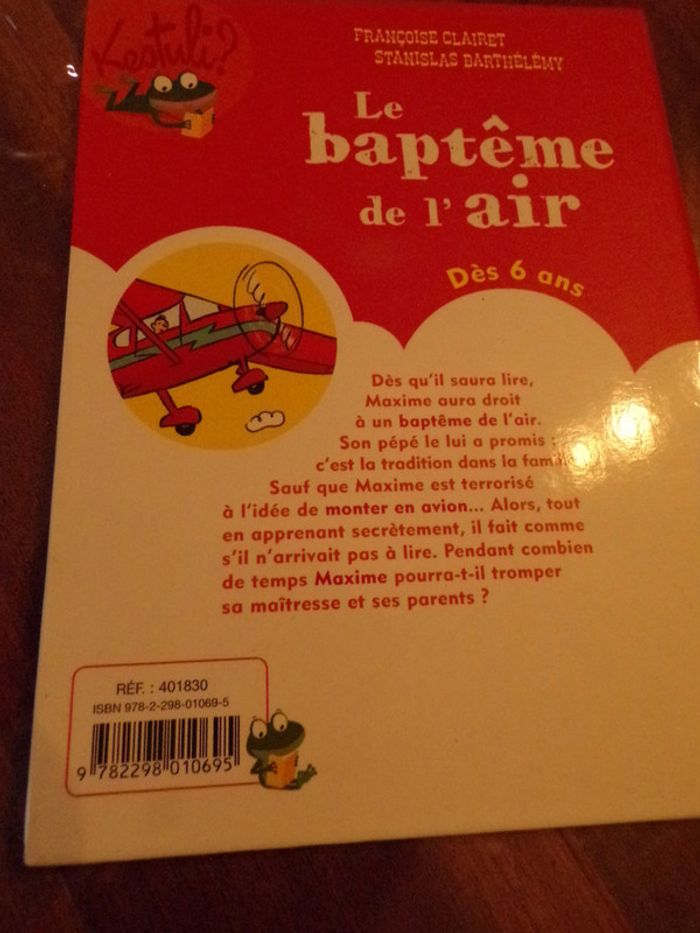 Kestuli?
FRANÇOISE CLAIRET
STANISLAS BARTHÉLÉMY
Le
baptême
de l'air
Dès 6 ans
Dès qu'il saura lire,
Maxime aura droit
à un baptême de l'air.
Son pépé le lui a promis :
c'est la tradition dans la
Sauf que Maxime est terrorisé
à l'idée de monter en avion... Alors, tout
en apprenant secrètement, il fait comme
s'il n'arrivait pas à lire. Pendant combien
de temps Maxime pourra-t-il tromper
sa maîtresse et ses parents ?
RÉF. : 401830
ISBN 978-2-298-01069-5
9 782298 010695